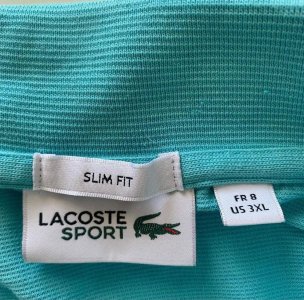 SLIM FIT
LACOSTE
SPORT
FR 8
US 3XL